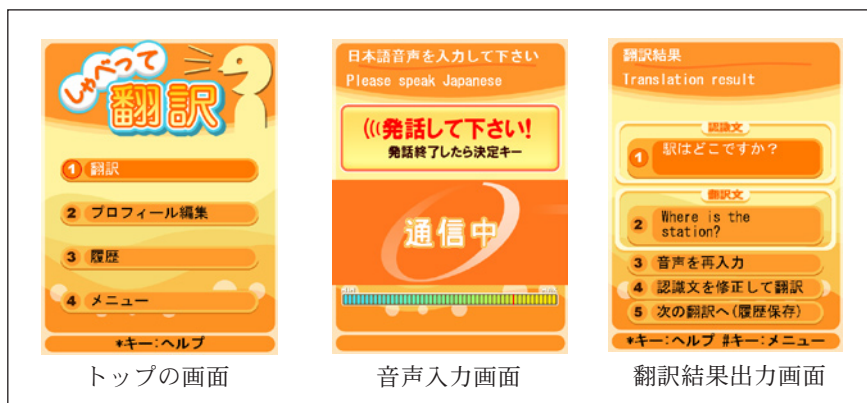 しゃべって
翻訳
1 翻訳
2 プロフィール編集
3 履歴
4 メニュー
*キー:ヘルプ
トップの画面
日本語音声を入力して下さい
Please speak Japanese
(((発話して下さい!
発話終了したら決定キー
通信中
音声入力画面
翻訳結果
Translation result
認識文
1 訳はどこですか?
翻訳文
2 Where is the
station?
3 音声を再入力
4 認識文を修正して翻訳
5 次の翻訳へ(履歴保存)
*キー:ヘルプ #キー:メニュー
翻訳結果出力画面